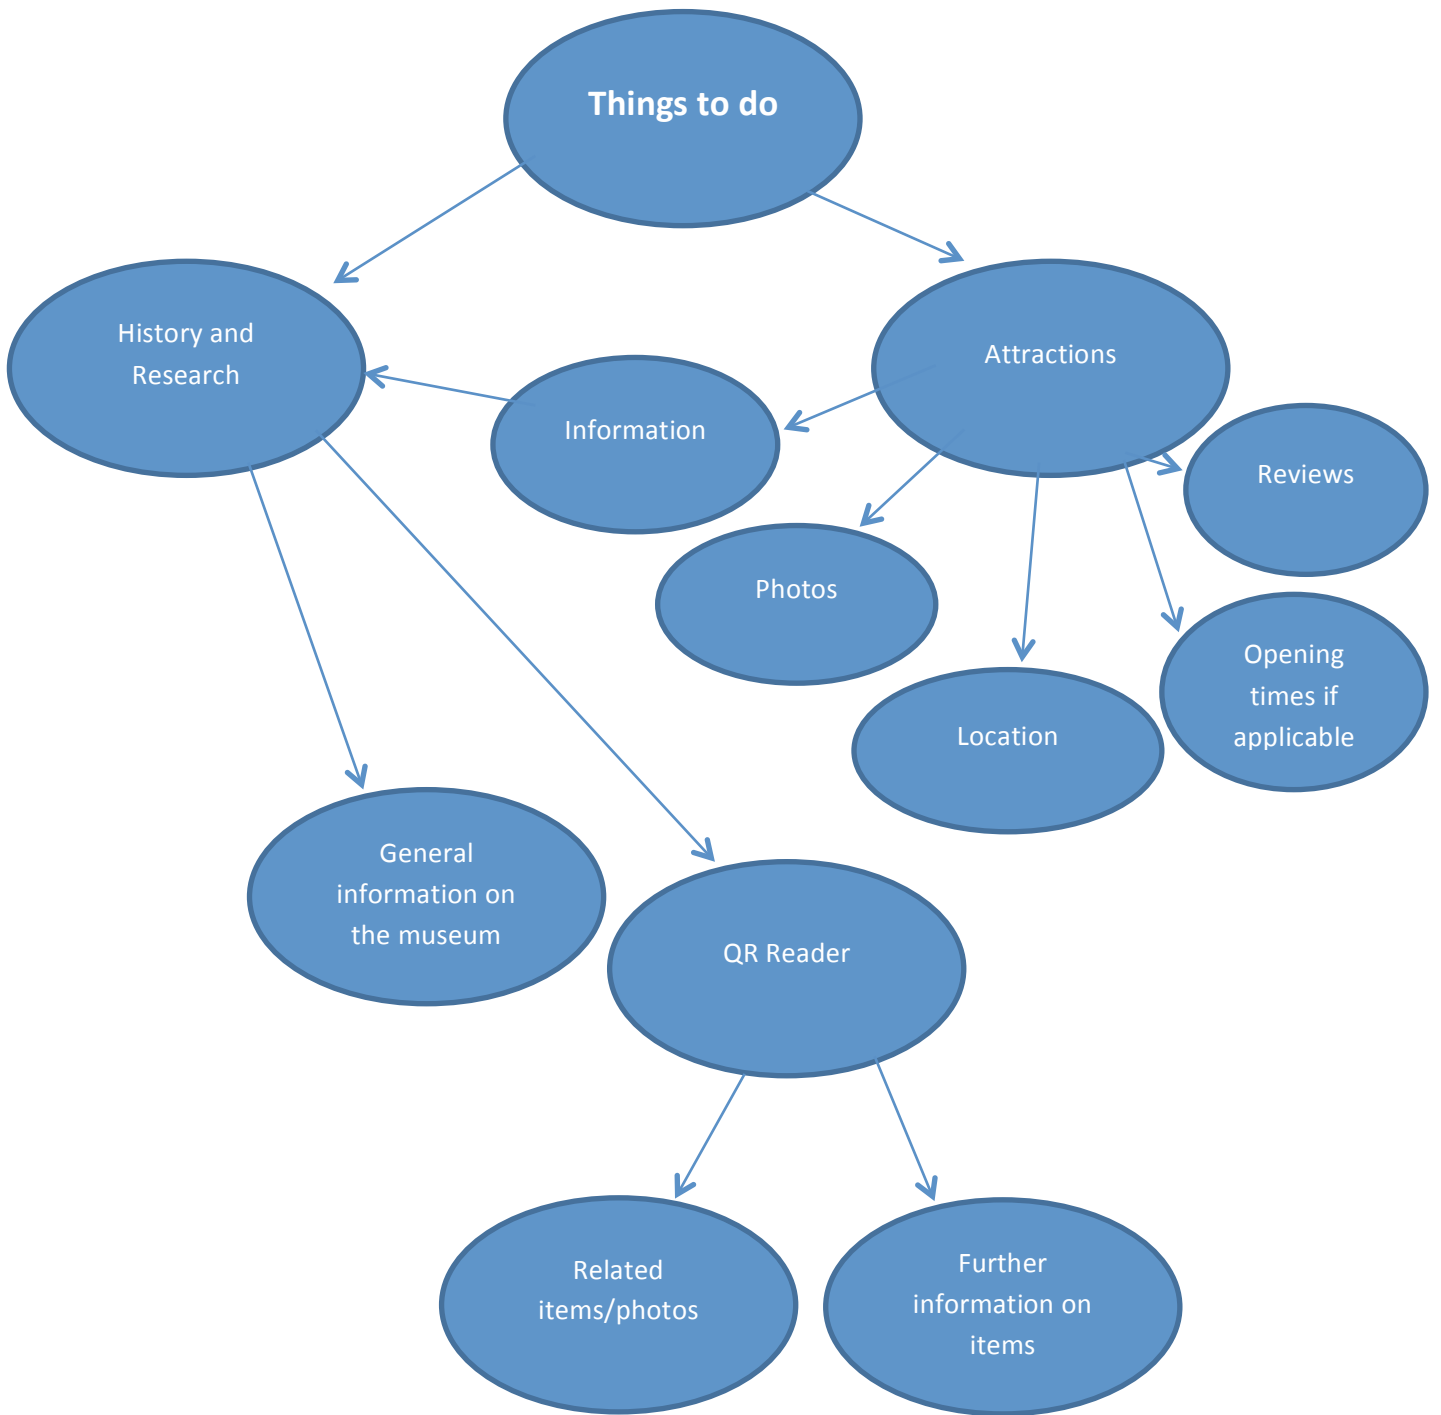 Things to do
History and
Research
Attractions
Information
Reviews
Photos
Opening
times if
applicable
Location
General
information on
the museum
QR Reader
Related
items/photos
Further
information on
items